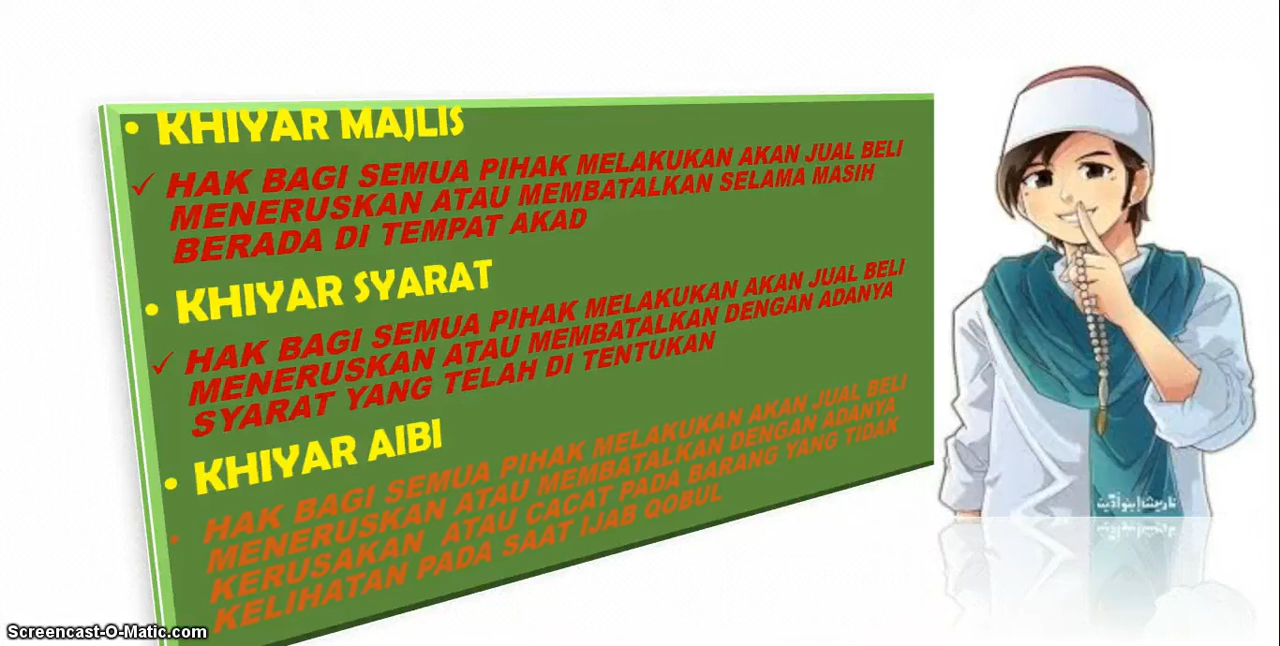 • KHIYAR MAJLIS
✓ HAK BAGI SEMUA PIHAK MELAKUKAN AKAN JUAL BELI
MENERUSKAN ATAU MEMBATALKAN SELAMA MASIH
BERADA DI TEMPAT AKAD
• KHIYAR SYARAT
✓ HAK BAGI SEMUA PIHAK MELAKUKAN AKAN JUAL BELI
MENERUSKAN ATAU MEMBATALKAN DENGAN ADANYA
SYARAT YANG TELAH DI TENTUKAN
• KHIYAR AIBI
• HAK BAGI SEMUA PIHAK MELAKUKAN AKAN JUAL BELI
MENERUSKAN ATAU MEMBATALKAN DENGAN ADANYA
KERUSAKAN ATAU CACAT PADA BARANG YANG TIDAK
KELIHATAN PADA SAAT IJAB QOBUL
Screencast-O-Matic.com